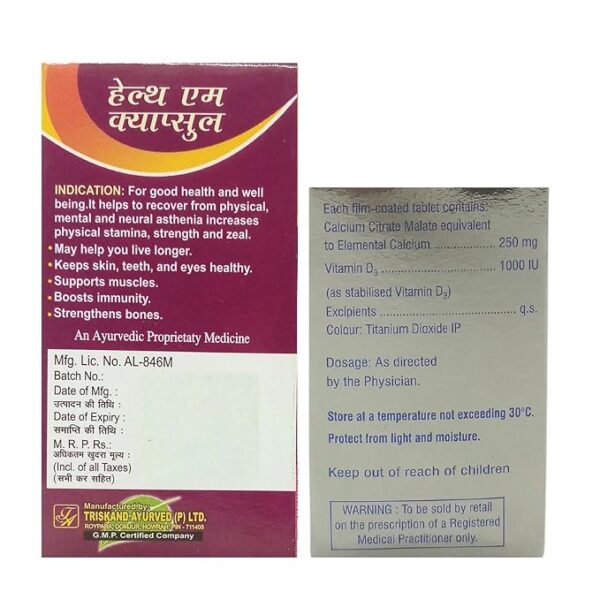 हेल्थ एम
क्याप्सुल
INDICATION: For good health and well
being.It helps to recover from physical,
mental and neural asthenia increases
physical stamina, strength and zeal.
• May help you live longer.
• Keeps skin, teeth, and eyes healthy.
• Supports muscles.
• Boosts immunity.
• Strengthens bones.
An Ayurvedic Proprietaty Medicine
Mfg. Lic. No. AL-846M
Batch No.:
Date of Mfg. :
उत्पादन की तिथि :
Date of Expiry :
समाप्ति की तिथि :
M. R. P. Rs.:
अधिकतम खुदरा मूल्य :
(Incl. of all Taxes)
(सभी कर सहित)
Manufactured by:
TRISKAND-AYURVED (P) LTD.
ROYPARA, DOMJUR, HOWRAH, PIN - 711405
G.M.P. Certified Company
Each film-coated tablet contains:
Calcium Citrate Malate equivalent
to Elemental Calcium ................... 250 mg
Vitamin D₃ ............................... 1000 IU
(as stabilised Vitamin D₃)
Excipients ..................................... q.s.
Colour: Titanium Dioxide IP
Dosage: As directed
by the Physician.
Store at a temperature not exceeding 30°C.
Protect from light and moisture.
Keep out of reach of children
WARNING : To be sold by retail
on the prescription of a Registered
Medical Practitioner only.